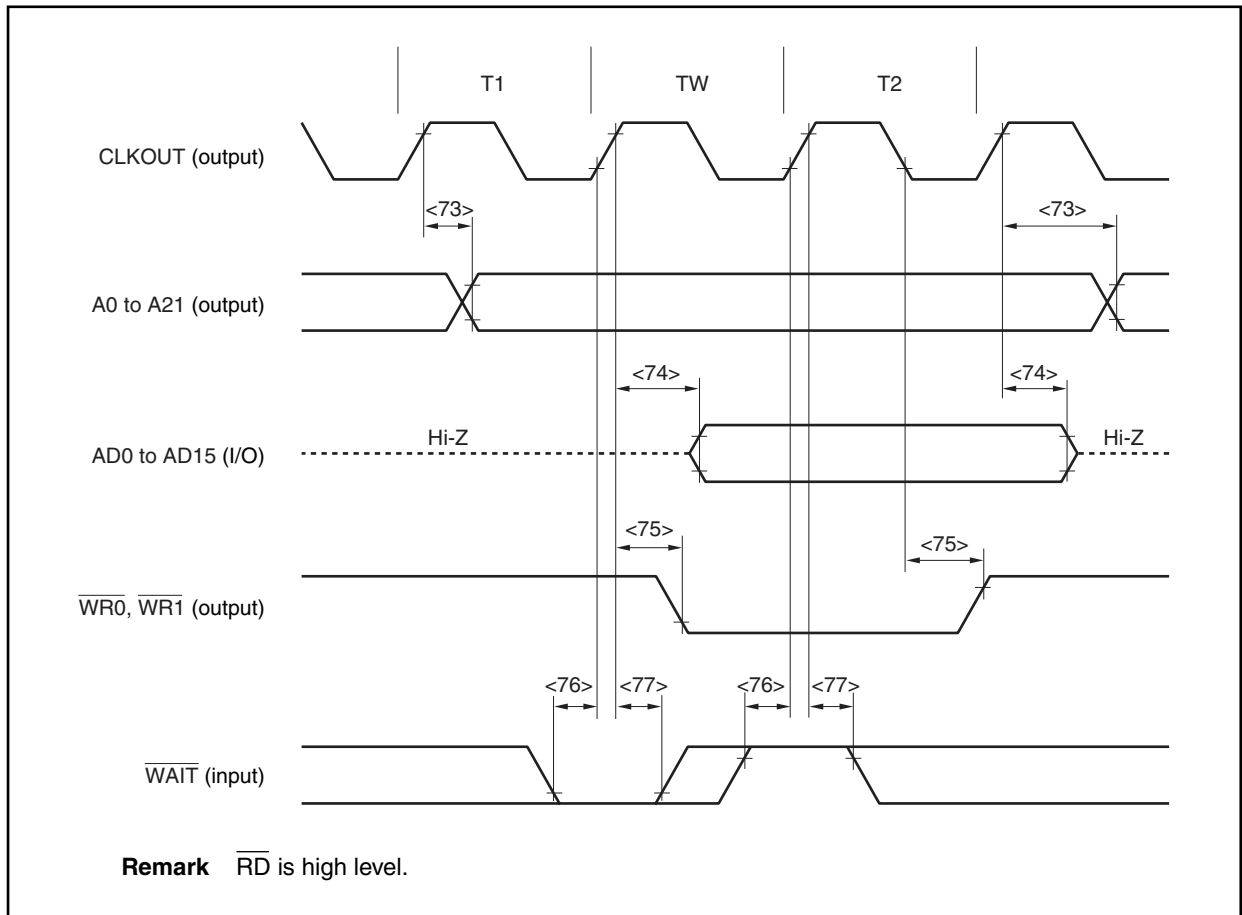 T1 TW T2
CLKOUT (output)
<73> <73>
A0 to A21 (output)
<74> <74>
Hi-Z Hi-Z
AD0 to AD15 (I/O)
<75> <75>
WR0, WR1 (output)
<76> <77> <76> <77>
WAIT (input)
Remark RD is high level.